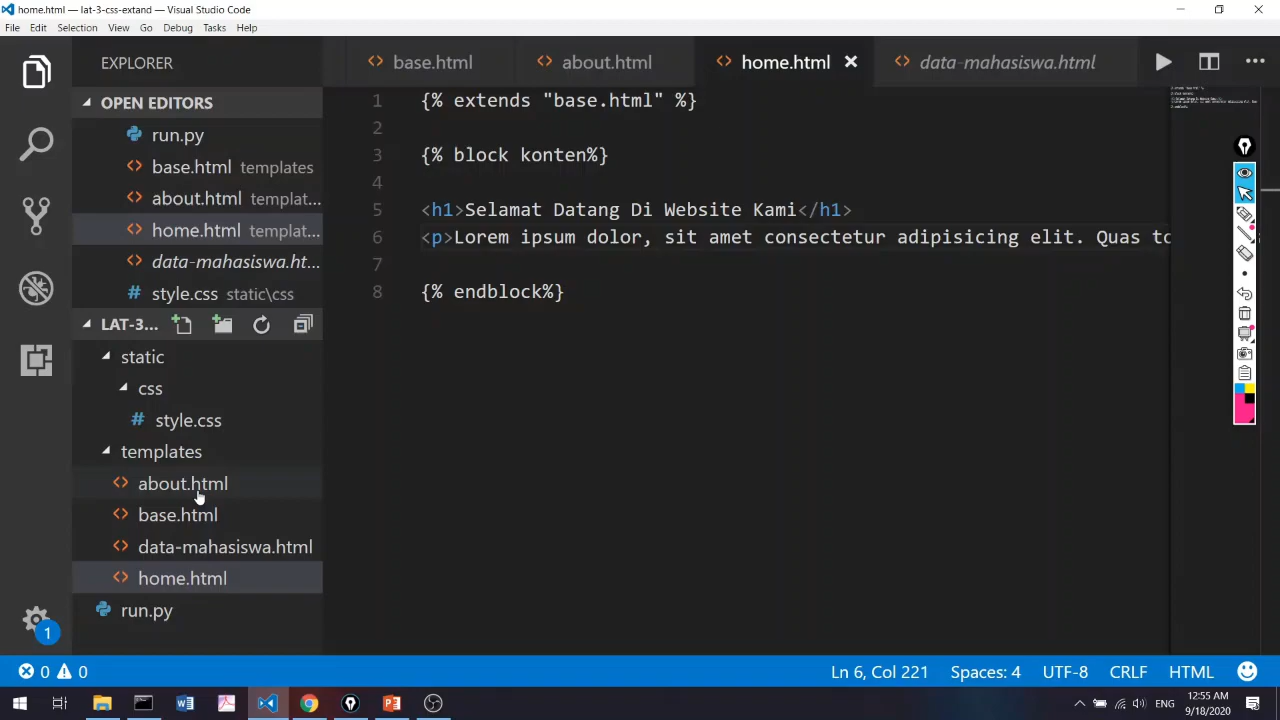 home.html — lat-3-css-extand — Visual Studio Code
File Edit Selection View Go Debug Tasks Help
EXPLORER
OPEN EDITORS
run.py
base.html templates
about.html templat...
home.html templat...
data-mahasiswa.ht...
style.css static\css
LAT-3...
static
css
style.css
templates
about.html
base.html
data-mahasiswa.html
home.html
run.py
1
base.html about.html home.html data-mahasiswa.html
1 {% extends "base.html" %}
2
3 {% block konten%}
4
5 <h1>Selamat Datang Di Website Kami</h1>
6 <p>Lorem ipsum dolor, sit amet consectetur adipisicing elit. Quas
7
8 {% endblock%}
0 0 Ln 6, Col 221 Spaces: 4 UTF-8 CRLF HTML
ENG
12:55 AM
9/18/2020